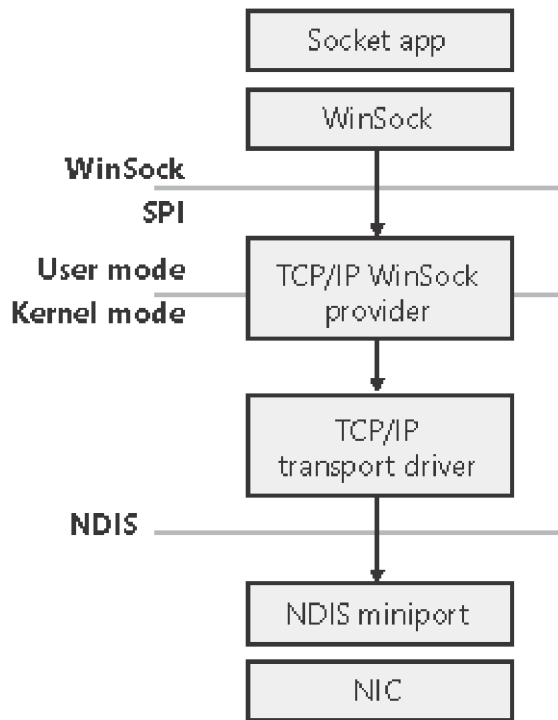 Socket app
WinSock
WinSock
SPI
User mode
Kernel mode
TCP/IP WinSock
provider
TCP/IP
transport driver
NDIS
NDIS miniport
NIC